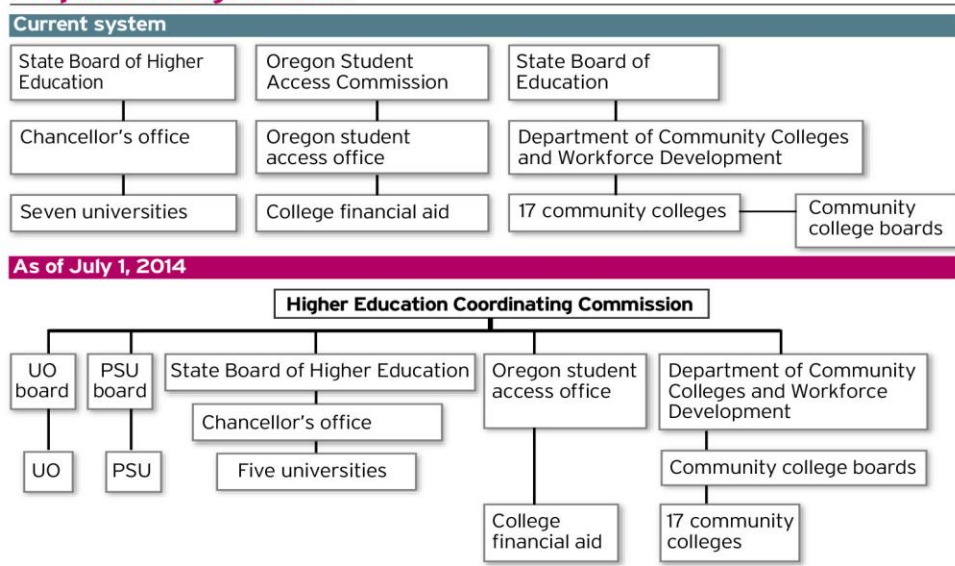 Current system
State Board of Higher
Education
Oregon Student
Access Commission
State Board of
Education
Chancellor's office
Oregon student
access office
Department of Community Colleges
and Workforce Development
Seven universities
College financial aid
17 community colleges
Community
college boards
As of July 1, 2014
Higher Education Coordinating Commission
UO
board
PSU
board
State Board of Higher Education
Oregon student
access office
Department of Community
Colleges and Workforce
Development
Chancellor's office
UO
PSU
Five universities
Community college boards
College
financial aid
17 community
colleges